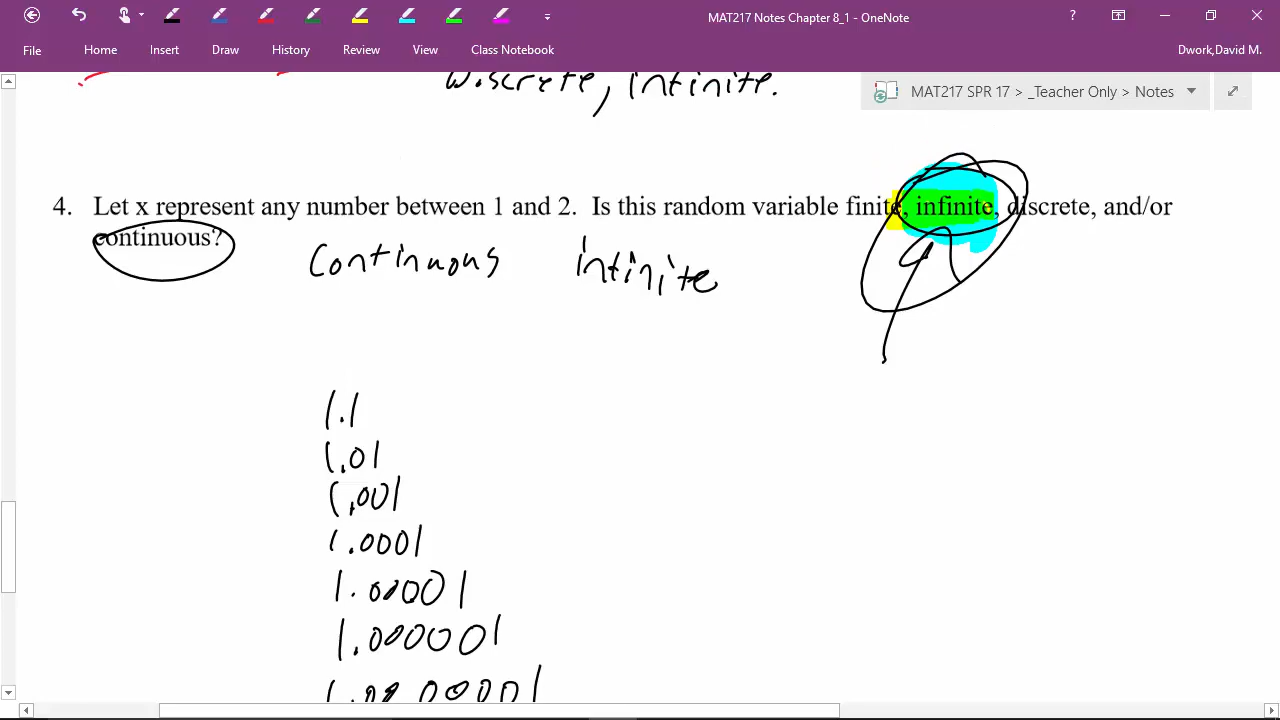 MAT217 Notes Chapter 8_1 - OneNote
?
File Home Insert Draw History Review View Class Notebook
Dwork,David M.
MAT217 SPR 17 > _Teacher Only > Notes
Discrete, infinite.
4. Let x represent any number between 1 and 2. Is this random variable finite, infinite, discrete, and/or
continuous?
Continuous infinite
1.1
1.01
1.001
1.0001
1.00001
1.000001
1.0000001